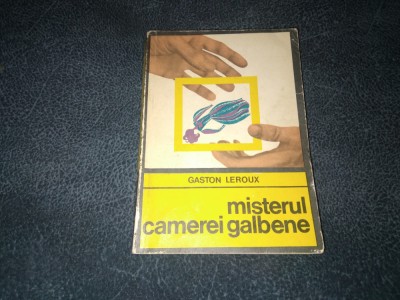 GASTON LEROUX
misterul
camerei galbene